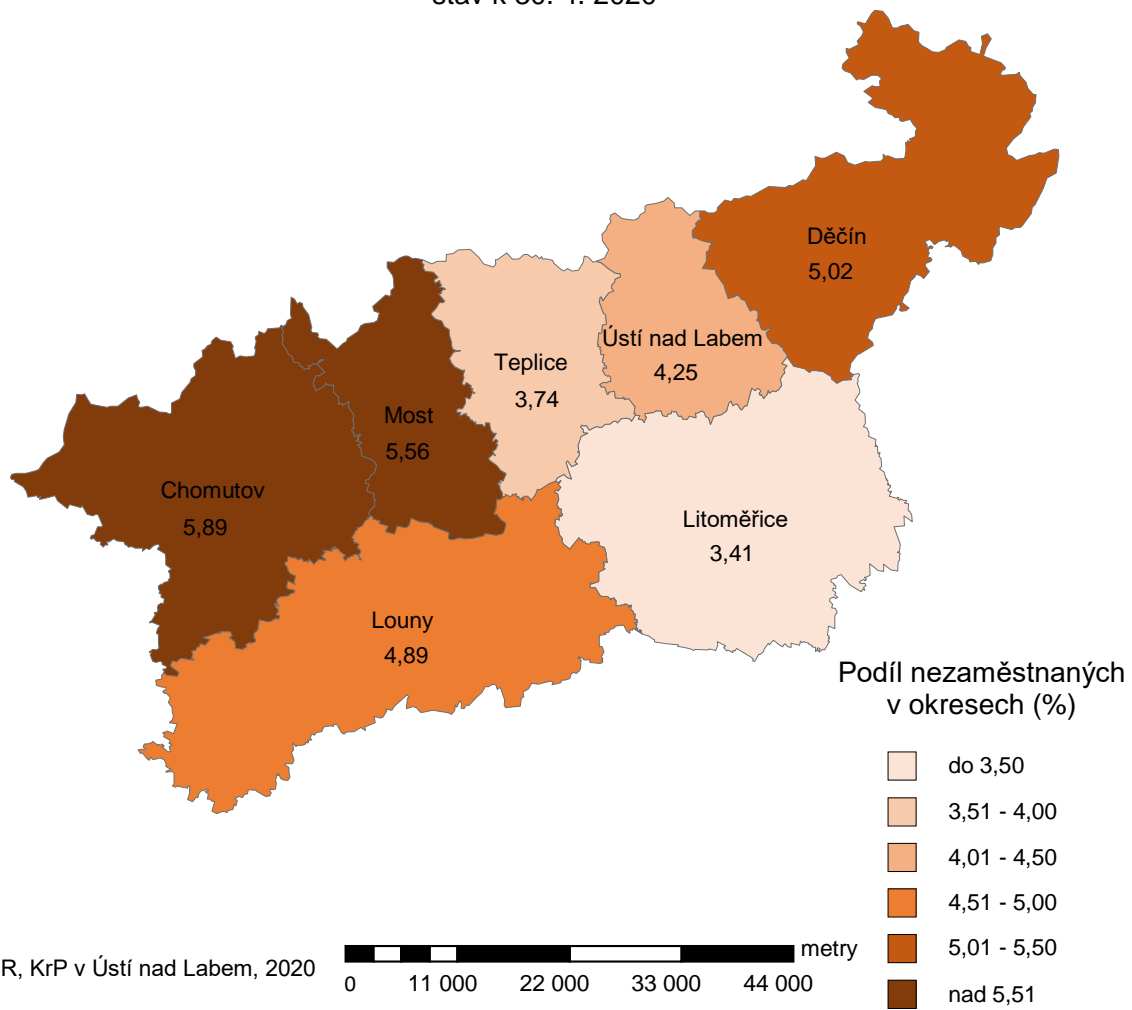 Děčín
5,02
Ústí nad Labem
4,25
Teplice
3,74
Most
5,56
Chomutov
5,89
Litoměřice
3,41
Louny
4,89
Podíl nezaměstnaných
v okresech (%)
do 3,50
3,51 - 4,00
4,01 - 4,50
4,51 - 5,00
5,01 - 5,50
nad 5,51
R, KrP v Ústí nad Labem, 2020
metry
0 11 000 22 000 33 000 44 000